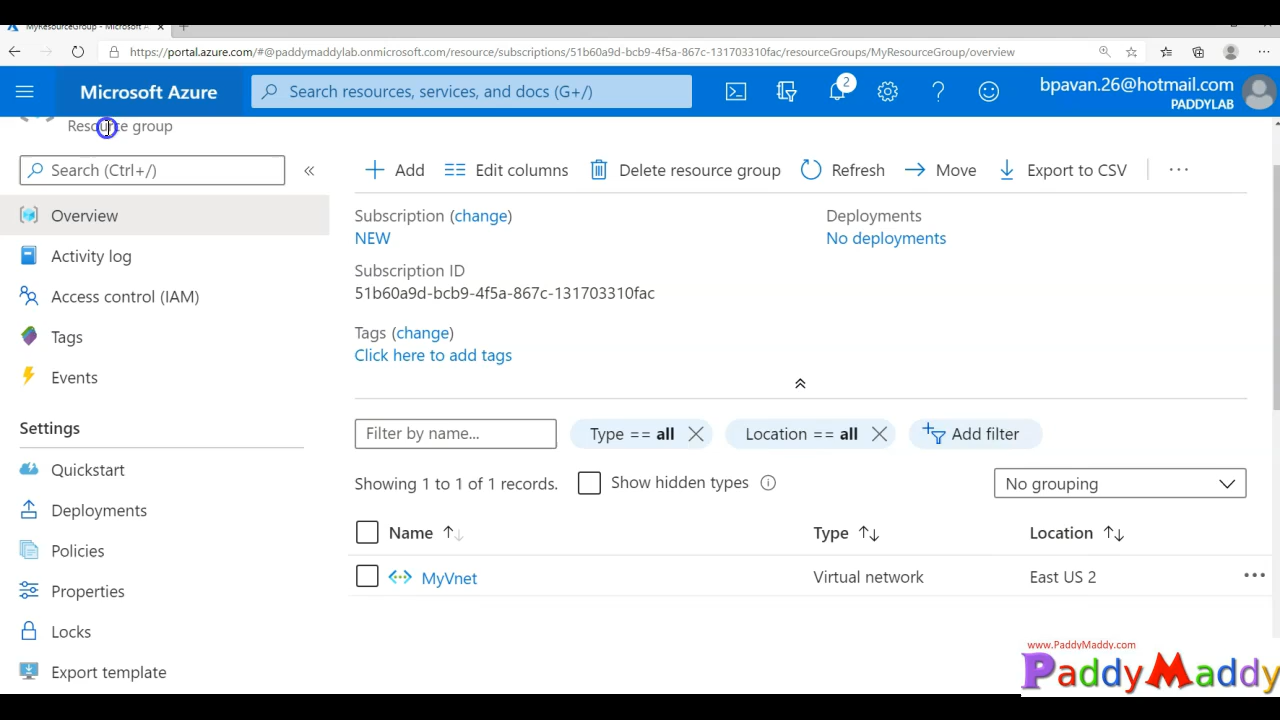 MyResourceGroup - Microsoft A
https://portal.azure.com/#@paddymaddylab.onmicrosoft.com/resource/subscriptions/51b60a9d-bcb9-4f5a-867c-131703310fac/resourceGroups/MyResourceGroup/overview
Microsoft Azure
Search resources, services, and docs (G+/)
2
bpavan.26@hotmail.com
PADDYLAB
Resource group
Search (Ctrl+/)
«
Add
Edit columns
Delete resource group
Refresh
Move
Export to CSV
...
Overview
Activity log
Access control (IAM)
Tags
Events
Settings
Quickstart
Deployments
Policies
Properties
Locks
Export template
Subscription (change)
NEW
Deployments
No deployments
Subscription ID
51b60a9d-bcb9-4f5a-867c-131703310fac
Tags (change)
Click here to add tags
Filter by name...
Type == all
Location == all
Add filter
Showing 1 to 1 of 1 records.
Show hidden types
No grouping
Name
Type
Location
MyVnet
Virtual network
East US 2
...
www.PaddyMaddy.com
PaddyMaddy